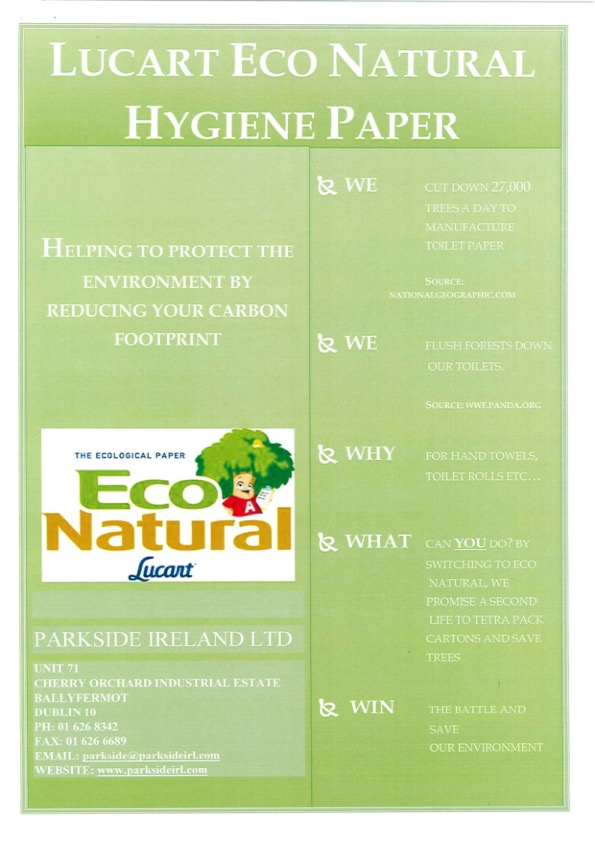 LUCART ECO NATURAL
HYGIENE PAPER
HELPING TO PROTECT THE
ENVIRONMENT BY
REDUCING YOUR CARBON
FOOTPRINT
THE ECOLOGICAL PAPER
Eco
Natural
A
Lucart
PARKSIDE IRELAND LTD
UNIT 71
CHERRY ORCHARD INDUSTRIAL ESTATE
BALLYFERMOT
DUBLIN 10
PH: 01 626 8342
FAX: 01 626 6689
EMAIL: parkside@parksideirl.com
WEBSITE: www.parksideirl.com
WE CUT DOWN 27,000
TREES A DAY TO
MANUFACTURE
TOILET PAPER
SOURCE:
NATIONALGEOGRAPHIC.COM
WE FLUSH FORESTS DOWN
OUR TOILETS.
SOURCE: WWF.PANDA.ORG
WHY FOR HAND TOWELS,
TOILET ROLLS ETC...
WHAT CAN YOU DO? BY
SWITCHING TO ECO
NATURAL, WE
PROMISE A SECOND
LIFE TO TETRA PACK
CARTONS AND SAVE
TREES
WIN THE BATTLE AND
SAVE
OUR ENVIRONMENT